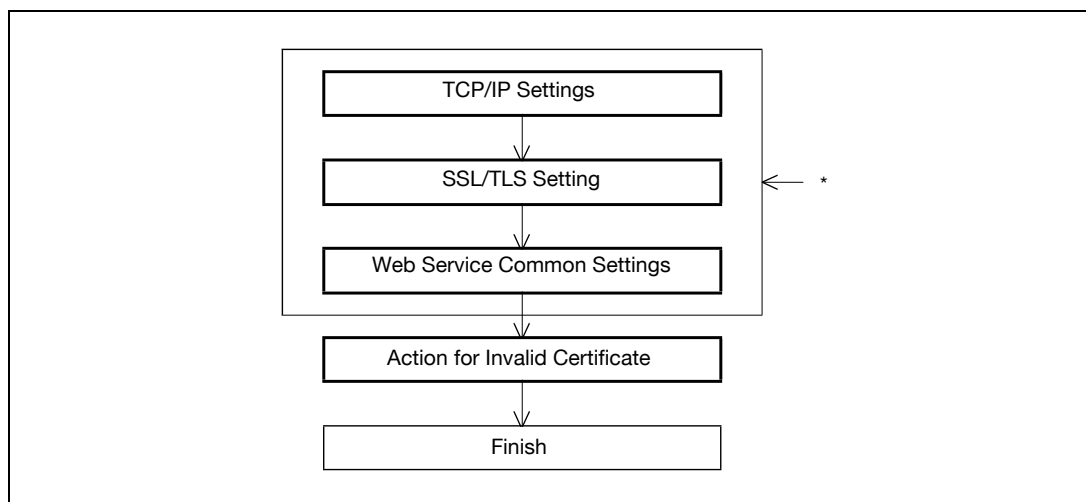 TCP/IP Settings
SSL/TLS Setting
*
Web Service Common Settings
Action for Invalid Certificate
Finish